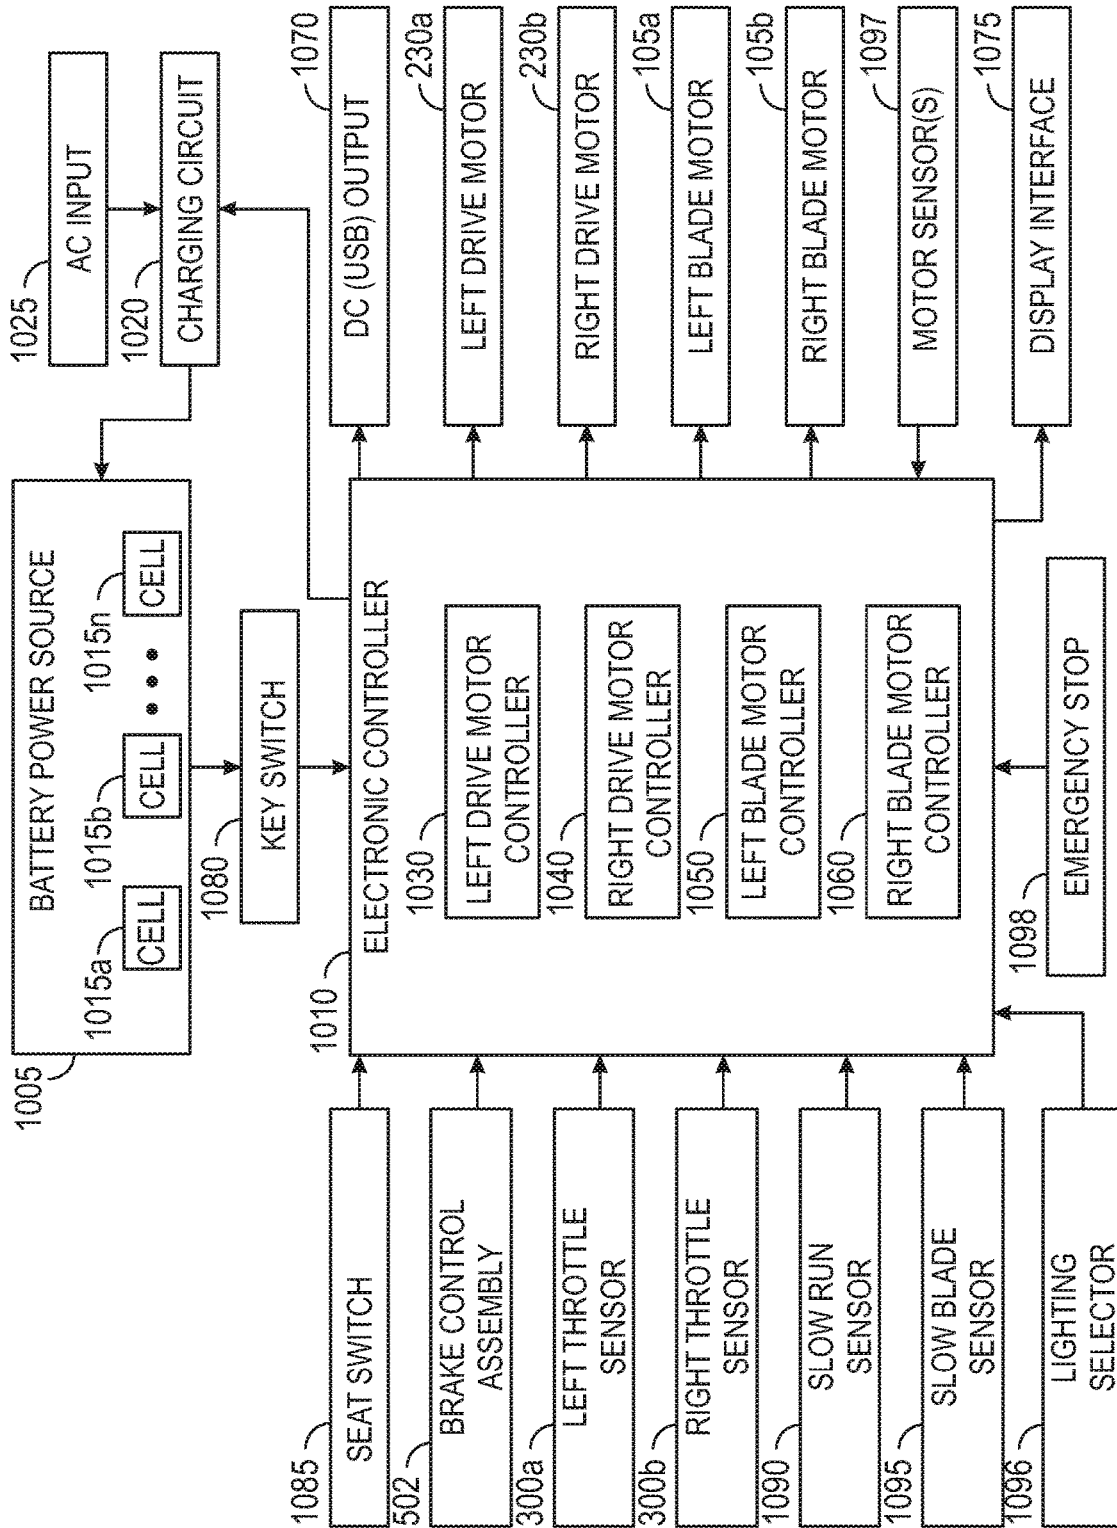 1005
BATTERY POWER SOURCE
1015a
CELL
1015b
CELL
1015n
CELL
1025
AC INPUT
1020
CHARGING CIRCUIT
1080
KEY SWITCH
1010
ELECTRONIC CONTROLLER
1030
LEFT DRIVE MOTOR
CONTROLLER
1040
RIGHT DRIVE MOTOR
CONTROLLER
1050
LEFT BLADE MOTOR
CONTROLLER
1060
RIGHT BLADE MOTOR
CONTROLLER
1085
SEAT SWITCH
502
BRAKE CONTROL
ASSEMBLY
300a
LEFT THROTTLE
SENSOR
300b
RIGHT THROTTLE
SENSOR
1090
SLOW RUN
SENSOR
1095
SLOW BLADE
SENSOR
1096
LIGHTING
SELECTOR
1098
EMERGENCY STOP
1070
DC (USB) OUTPUT
230a
LEFT DRIVE MOTOR
230b
RIGHT DRIVE MOTOR
105a
LEFT BLADE MOTOR
105b
RIGHT BLADE MOTOR
1097
MOTOR SENSOR(S)
1075
DISPLAY INTERFACE